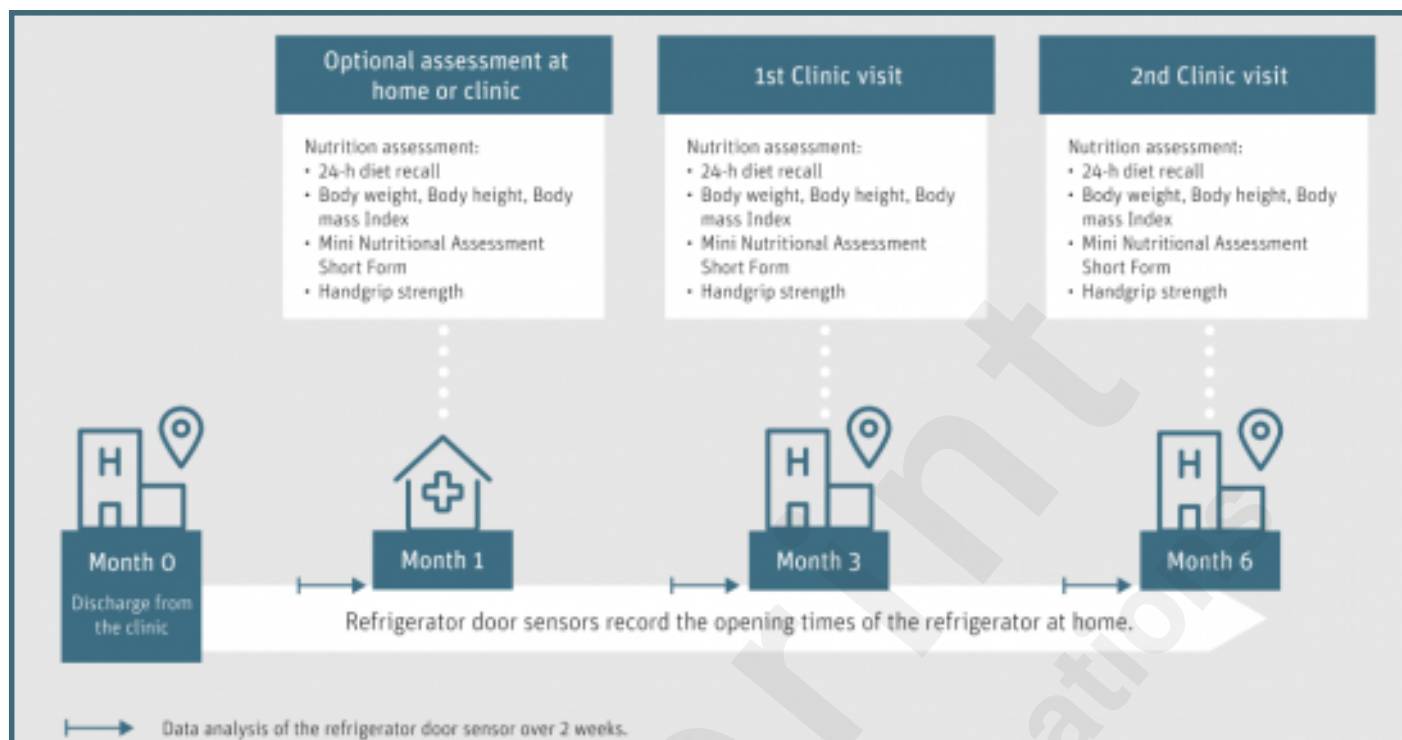 Optional assessment at
home or clinic
Nutrition assessment:
• 24-h diet recall
• Body weight, Body height, Body
mass Index
• Mini Nutritional Assessment
Short Form
• Handgrip strength
1st Clinic visit
Nutrition assessment:
• 24-h diet recall
• Body weight, Body height, Body
mass Index
• Mini Nutritional Assessment
Short Form
• Handgrip strength
2nd Clinic visit
Nutrition assessment:
• 24-h diet recall
• Body weight, Body height, Body
mass Index
• Mini Nutritional Assessment
Short Form
• Handgrip strength
H
H
H
Month 0
Discharge from
the clinic
Month 1
Month 3
Month 6
Refrigerator door sensors record the opening times of the refrigerator at home.
Data analysis of the refrigerator door sensor over 2 weeks.
rint
ations